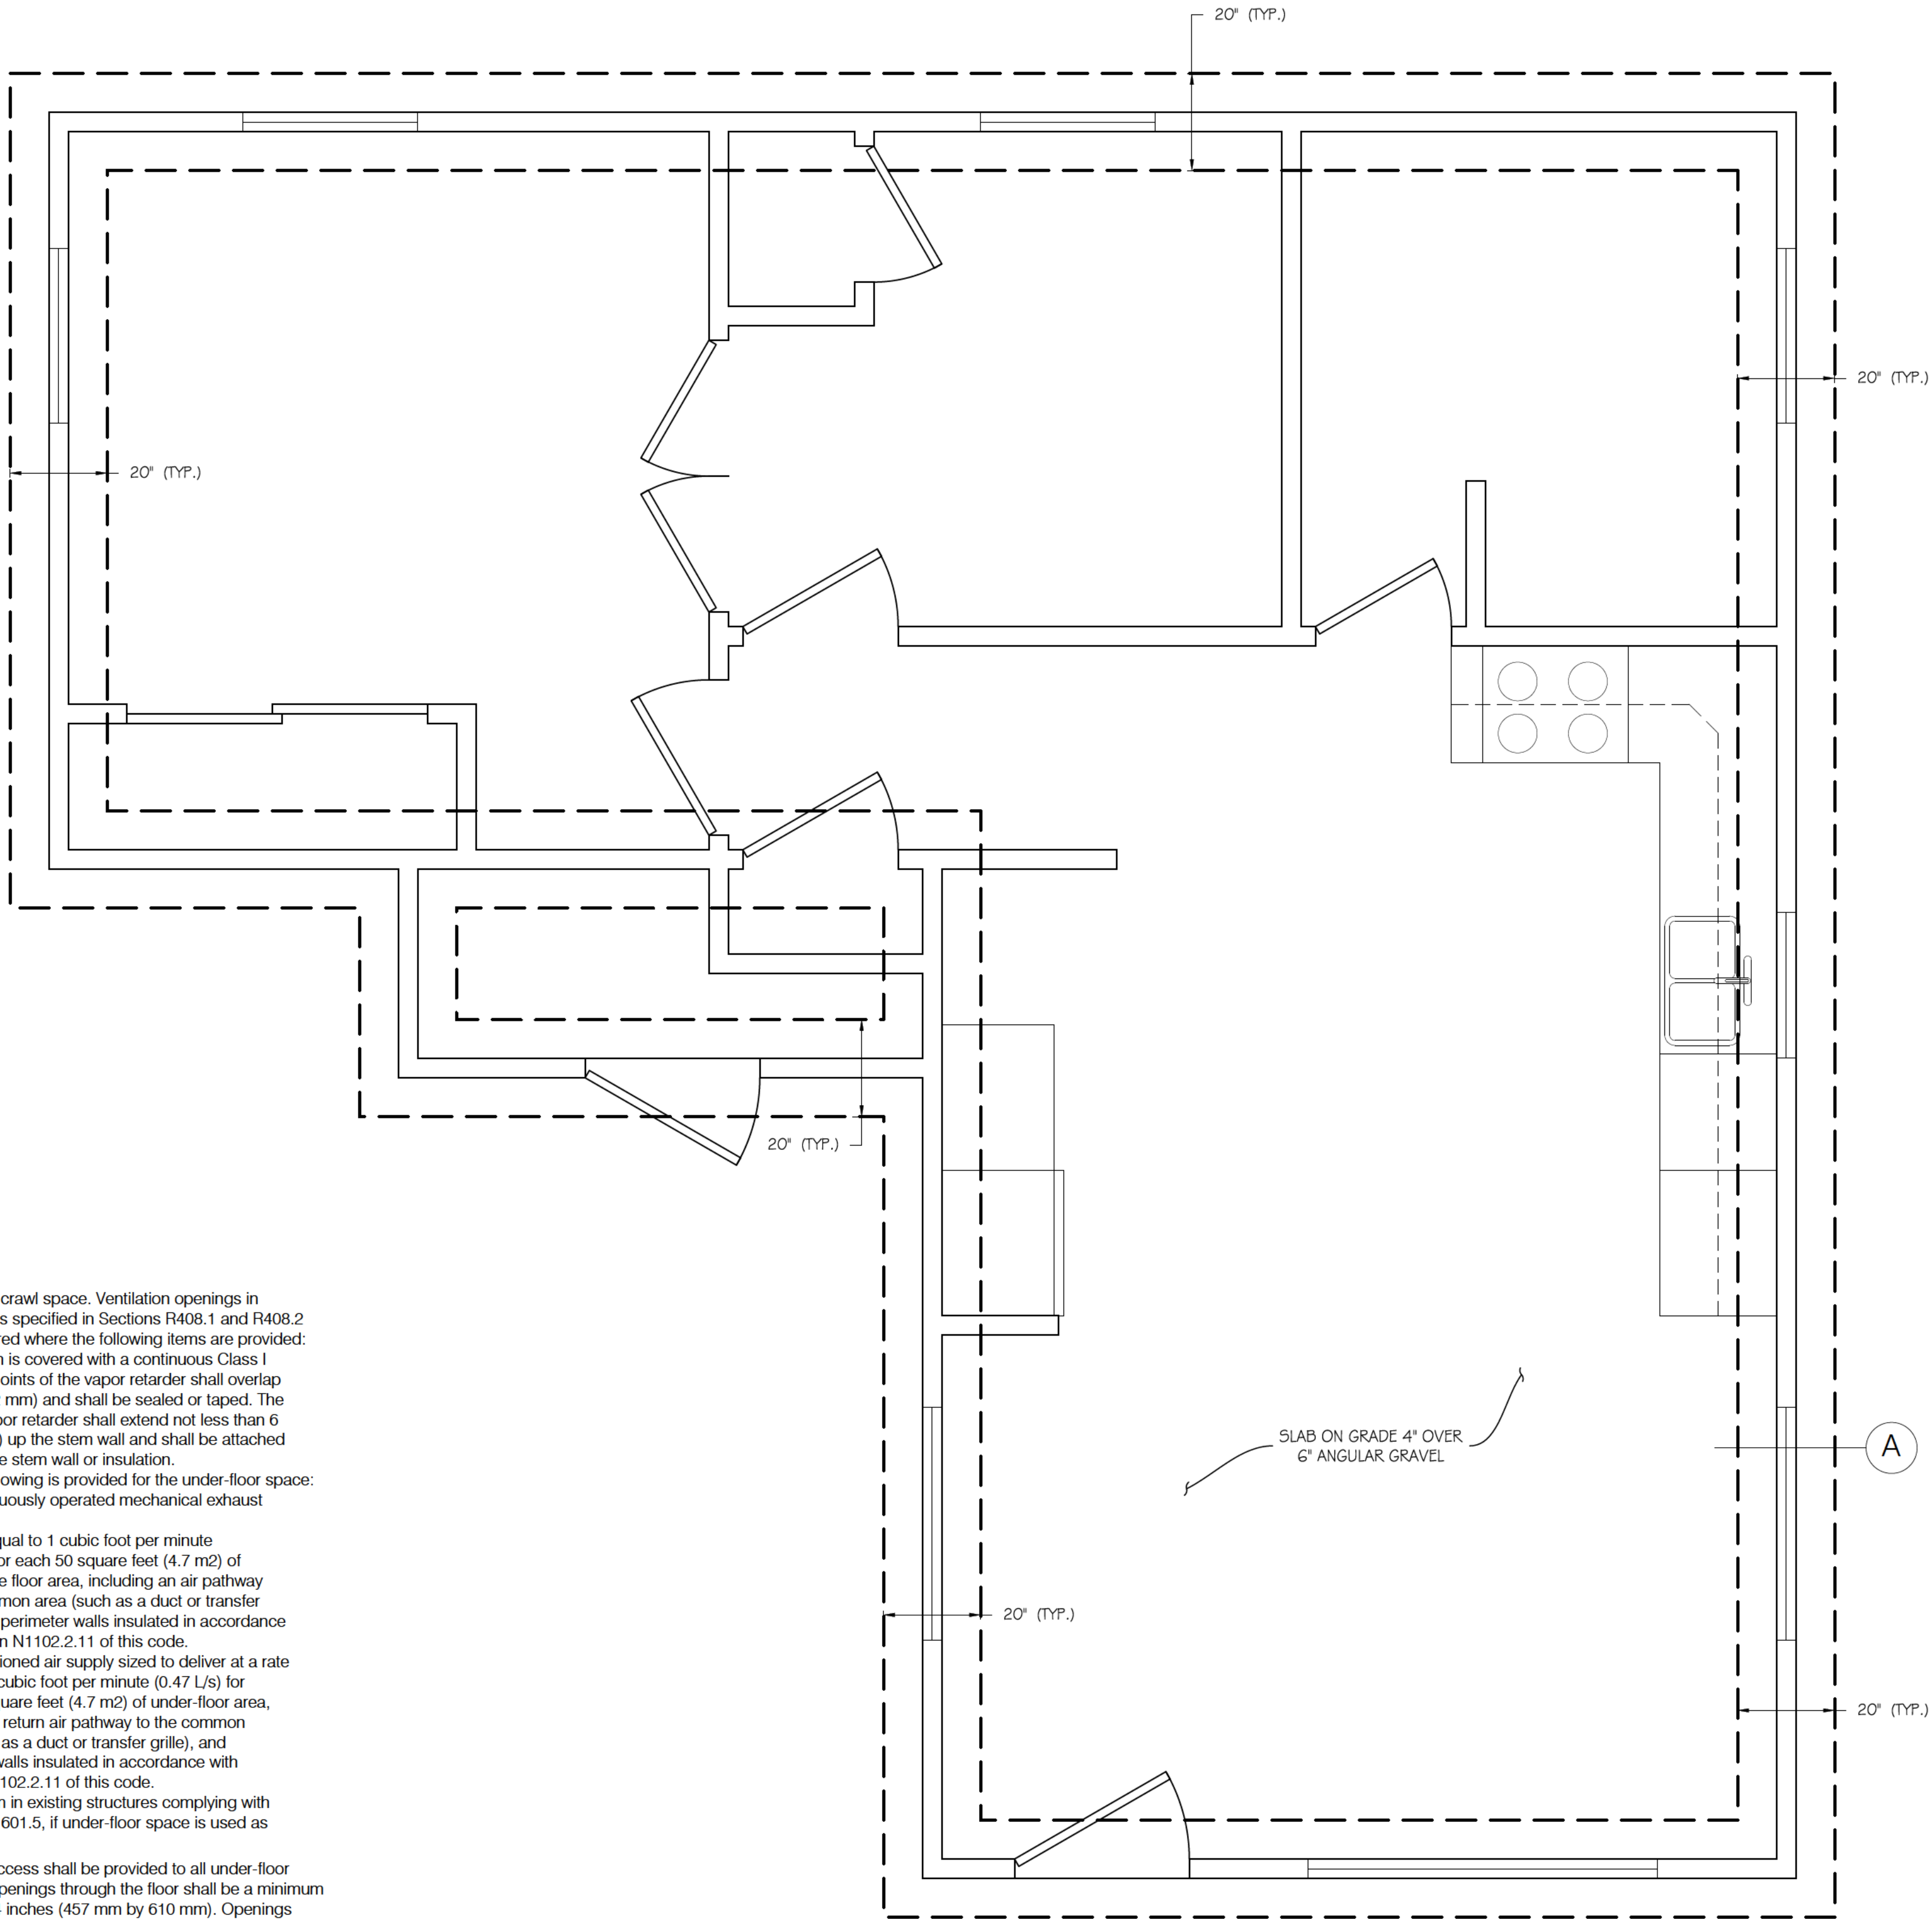 20" (TYP.)
20" (TYP.)
20" (TYP.)
20" (TYP.)
crawl space. Ventilation openings in
s specified in Sections R408.1 and R408.2
red where the following items are provided:
is covered with a continuous Class I
oints of the vapor retarder shall overlap
mm) and shall be sealed or taped. The
or retarder shall extend not less than 6
) up the stem wall and shall be attached
e stem wall or insulation.
owing is provided for the under-floor space:
uously operated mechanical exhaust
qual to 1 cubic foot per minute
or each 50 square feet (4.7 m2) of
e floor area, including an air pathway
mon area (such as a duct or transfer
perimeter walls insulated in accordance
n N1102.2.11 of this code.
ioned air supply sized to deliver at a rate
cubic foot per minute (0.47 L/s) for
uare feet (4.7 m2) of under-floor area,
return air pathway to the common
as a duct or transfer grille), and
walls insulated in accordance with
102.2.11 of this code.
in existing structures complying with
601.5, if under-floor space is used as
ccess shall be provided to all under-floor
penings through the floor shall be a minimum
inches (457 mm by 610 mm). Openings
SLAB ON GRADE 4" OVER
6" ANGULAR GRAVEL
A
20" (TYP.)
20" (TYP.)